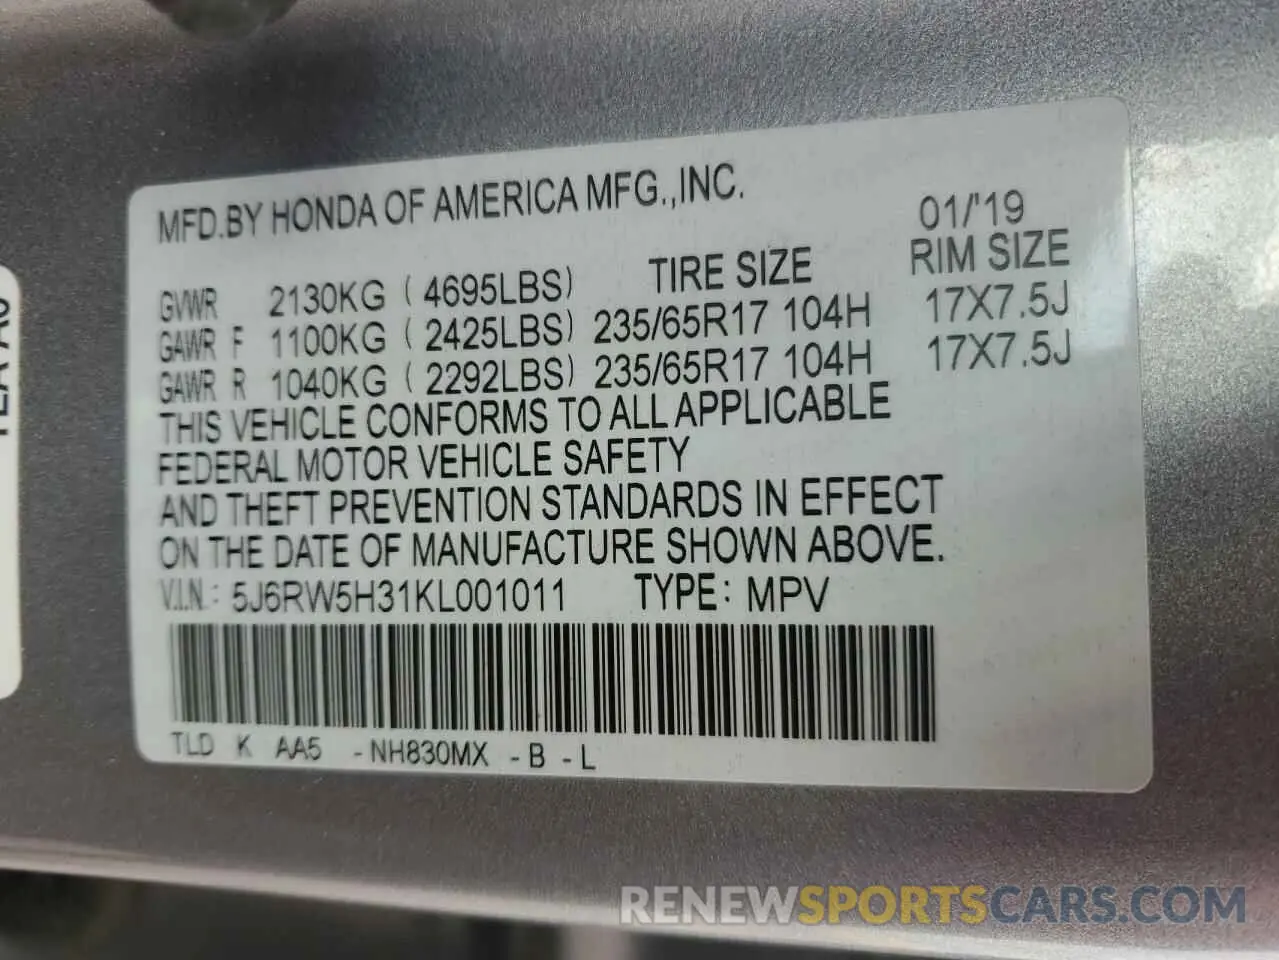 MFD.BY HONDA OF AMERICA MFG.,INC. 01/'19
TIRE SIZE RIM SIZE
GVWR 2130KG ( 4695LBS)
GAWR F 1100KG ( 2425LBS) 235/65R17 104H 17X7.5J
GAWR R 1040KG ( 2292LBS) 235/65R17 104H 17X7.5J
THIS VEHICLE CONFORMS TO ALL APPLICABLE
FEDERAL MOTOR VEHICLE SAFETY
AND THEFT PREVENTION STANDARDS IN EFFECT
ON THE DATE OF MANUFACTURE SHOWN ABOVE.
V.I.N.: 5J6RW5H31KL001011 TYPE: MPV
TLD K AA5 -NH830MX -B -L
RENEWSPORTSCARS.COM